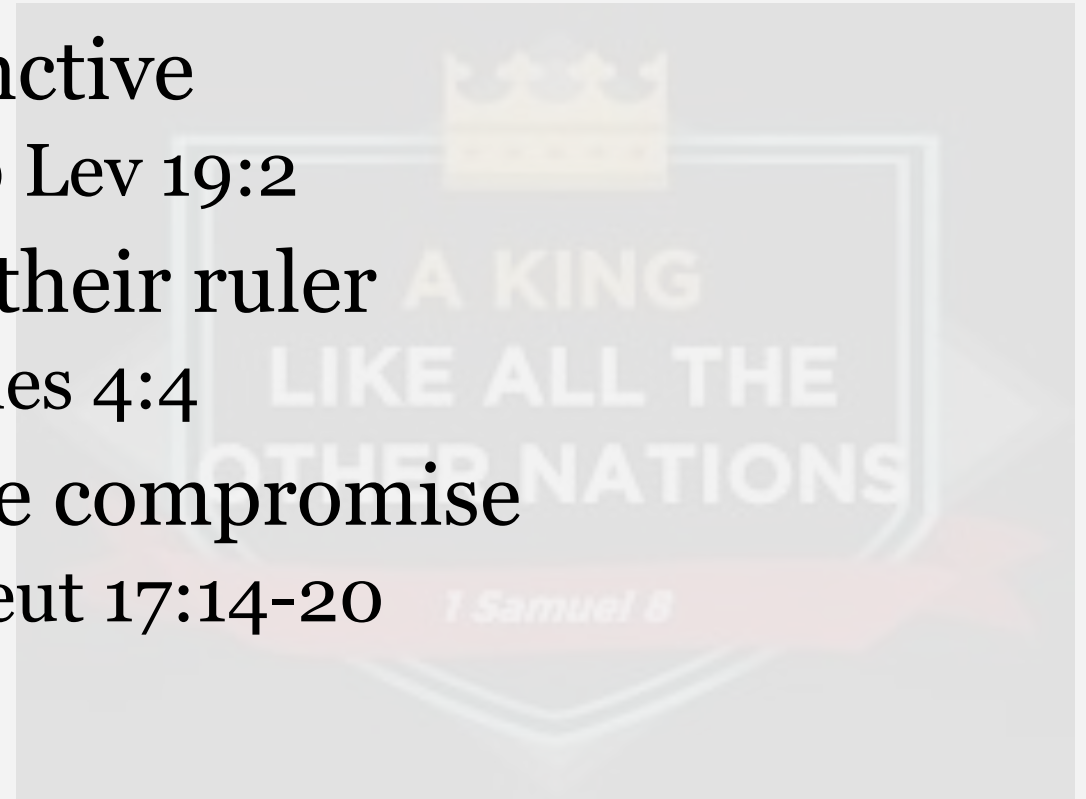 nctive
Lev 19:2
their ruler
es 4:4
e compromise
eut 17:14-20
A KING
LIKE ALL THE
OTHER NATIONS
1 Samuel 8